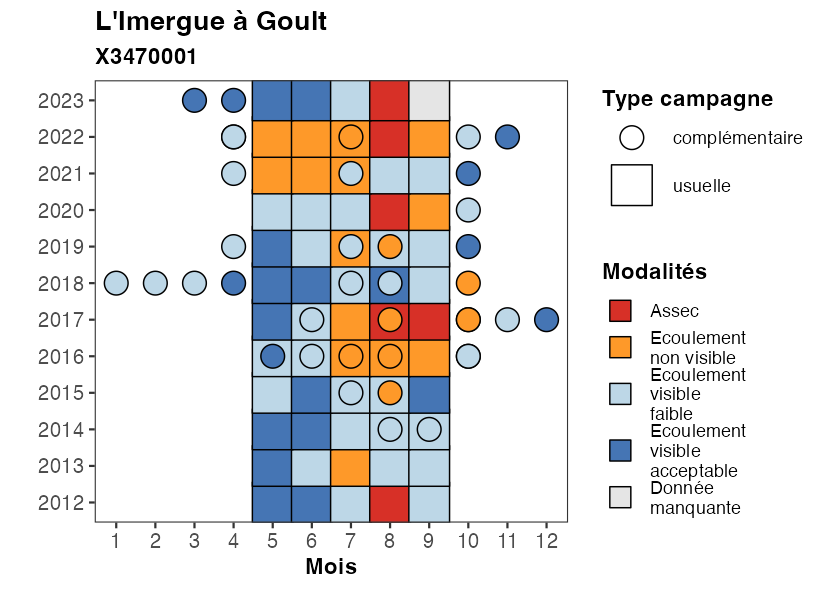 L'Imergue à Goult
X3470001
2023
2022
2021
2020
2019
2018
2017
2016
2015
2014
2013
2012
1 2 3 4 5 6 7 8 9 10 11 12
Mois
Type campagne
complémentaire
usuelle
Modalités
Assec
Ecoulement
non visible
Ecoulement
visible
faible
Ecoulement
visible
acceptable
Donnée
manquante